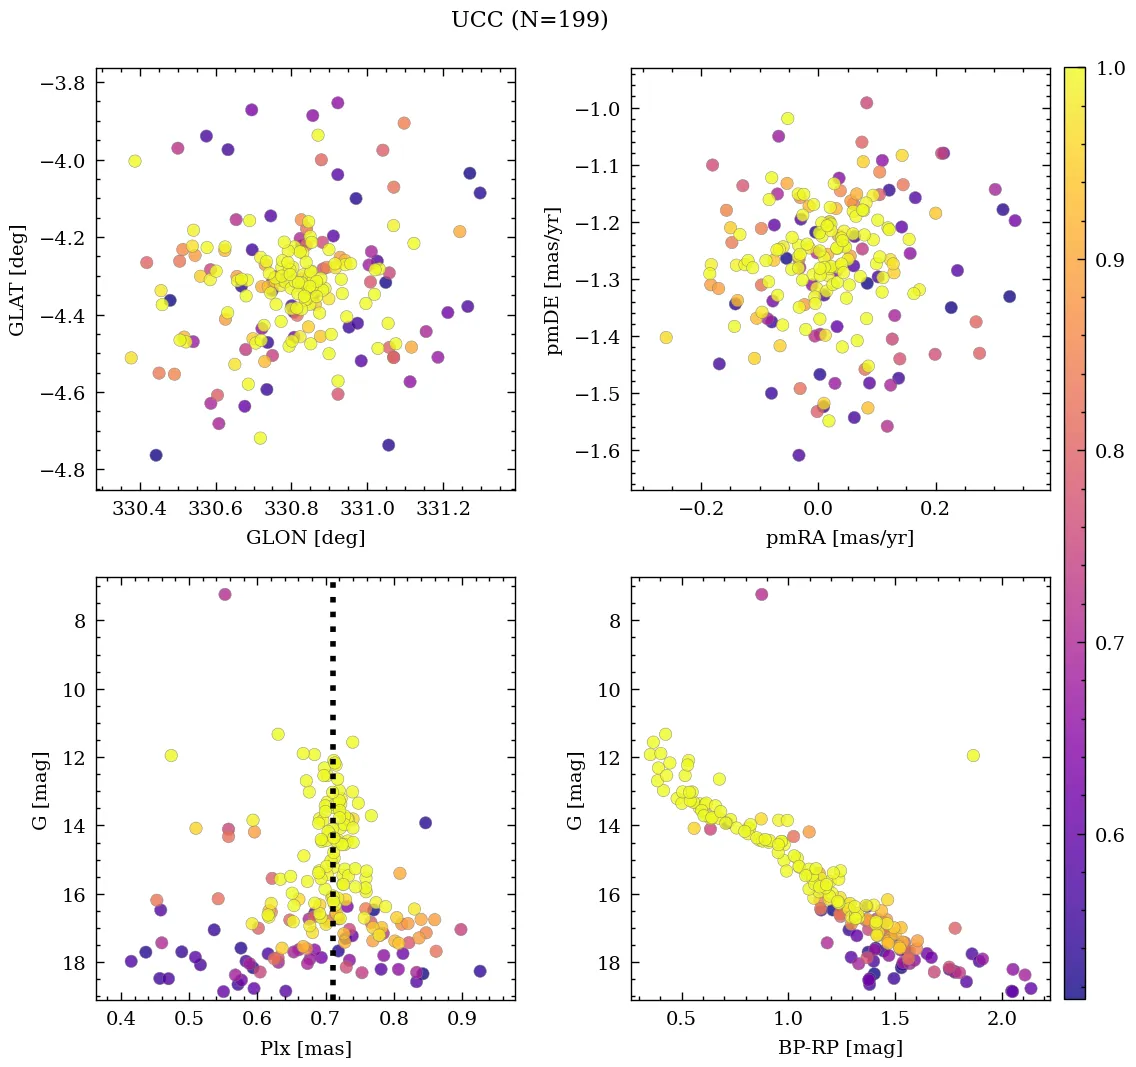 UCC (N=199)
−3.8
−4.0
−4.2
−4.4
−4.6
−4.8
GLAT [deg]
330.4 330.6 330.8 331.0 331.2
GLON [deg]
−1.0
−1.1
−1.2
−1.3
−1.4
−1.5
−1.6
pmDE [mas/yr]
−0.2 0.0 0.2
pmRA [mas/yr]
8
10
12
14
16
18
G [mag]
0.4 0.5 0.6 0.7 0.8 0.9
Plx [mas]
8
10
12
14
16
18
G [mag]
0.5 1.0 1.5 2.0
BP-RP [mag]
1.0
0.9
0.8
0.7
0.6